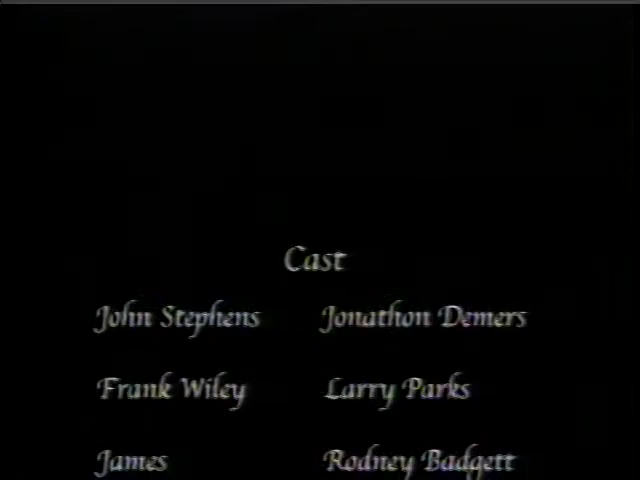 Cast
John Stephens Jonathon Demers
Frank Wiley Larry Parks
James Rodney Badgett